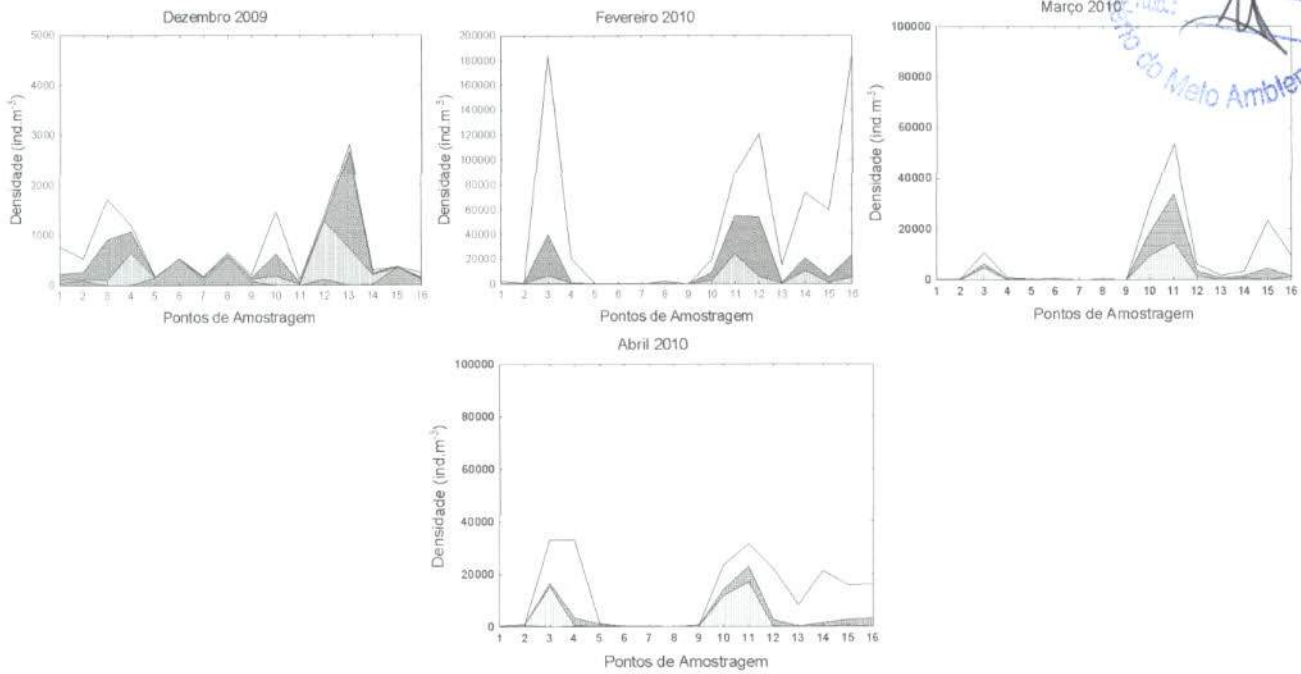 Dezembro 2009
Densidade (ind.m⁻³)
5000
4000
3000
2000
1000
0
1 2 3 4 5 6 7 8 9 10 11 12 13 14 15 16
Pontos de Amostragem
Fevereiro 2010
Densidade (ind.m⁻³)
200000
180000
160000
140000
120000
100000
80000
60000
40000
20000
0
1 2 3 4 5 6 7 8 9 10 11 12 13 14 15 16
Pontos de Amostragem
Março 2010
Densidade (ind.m⁻³)
100000
80000
60000
40000
20000
0
1 2 3 4 5 6 7 8 9 10 11 12 13 14 15 16
Pontos de Amostragem
do Meio Ambien
Abril 2010
Densidade (ind.m⁻³)
100000
80000
60000
40000
20000
0
1 2 3 4 5 6 7 8 9 10 11 12 13 14 15 16
Pontos de Amostragem